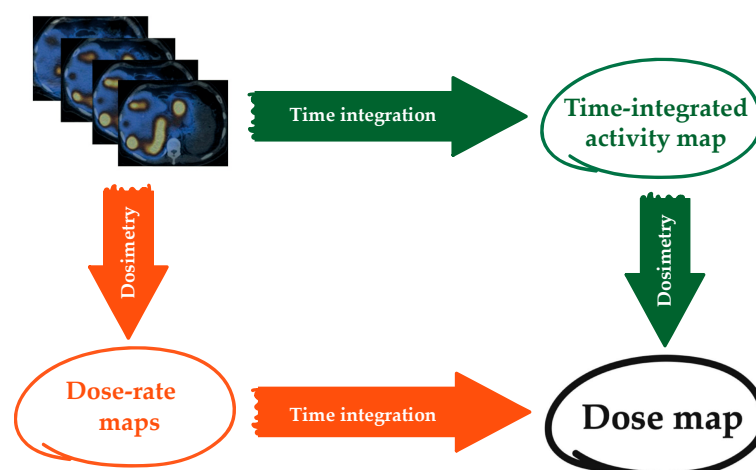 Time integration
Time-integrated
activity map
Dosimetry
Dosimetry
Dose-rate
maps
Time integration
Dose map